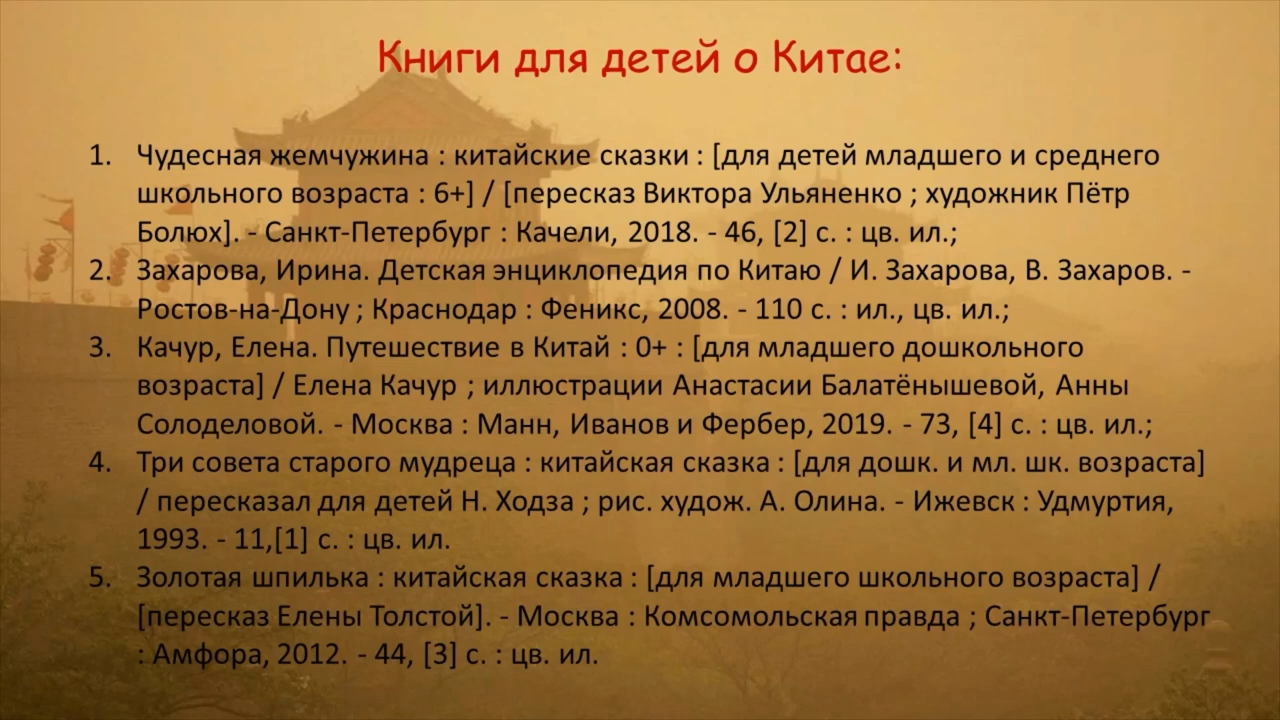 Книги для детей о Китае:
1. Чудесная жемчужина : китайские сказки : [для детей младшего и среднего
школьного возраста : 6+] / [пересказ Виктора Ульяненко ; художник Пётр
Болюх]. - Санкт-Петербург : Качели, 2018. - 46, [2] с. : цв. ил.;
2. Захарова, Ирина. Детская энциклопедия по Китаю / И. Захарова, В. Захаров. -
Ростов-на-Дону ; Краснодар : Феникс, 2008. - 110 с. : ил., цв. ил.;
3. Качур, Елена. Путешествие в Китай : 0+ : [для младшего дошкольного
возраста] / Елена Качур ; иллюстрации Анастасии Балатёнышевой, Анны
Солоделовой. - Москва : Манн, Иванов и Фербер, 2019. - 73, [4] с. : цв. ил.;
4. Три совета старого мудреца : китайская сказка : [для дошк. и мл. шк. возраста]
/ пересказал для детей Н. Ходза ; рис. худож. А. Олина. - Ижевск : Удмуртия,
1993. - 11,[1] с. : цв. ил.
5. Золотая шпилька : китайская сказка : [для младшего школьного возраста] /
[пересказ Елены Толстой]. - Москва : Комсомольская правда ; Санкт-Петербург
: Амфора, 2012. - 44, [3] с. : цв. ил.